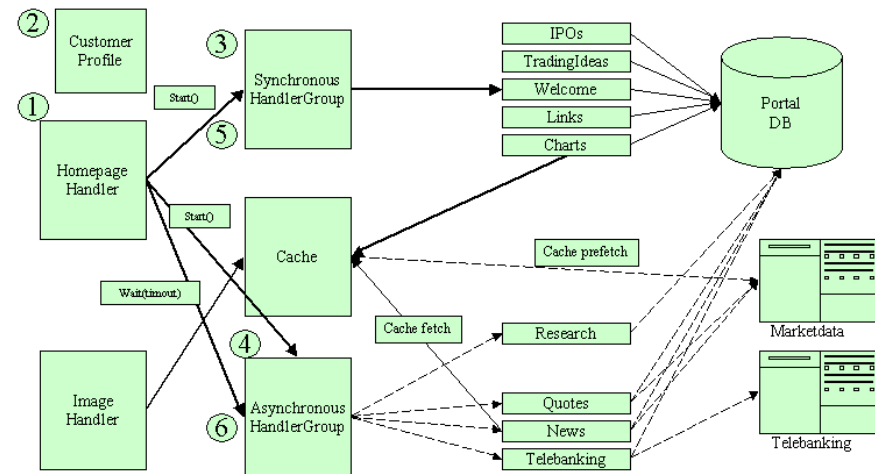 2
Customer
Profile
3
Synchronous
HandlerGroup
IPOs
TradingIdeas
Welcome
Links
Charts
Portal
DB
Start()
1
5
Homepage
Handler
Start()
Cache
Cache prefetch
Wait(timout)
Cache fetch
Marketdata
4
Research
Image
Handler
Asynchronous
HandlerGroup
6
Quotes
News
Telebanking
Telebanking